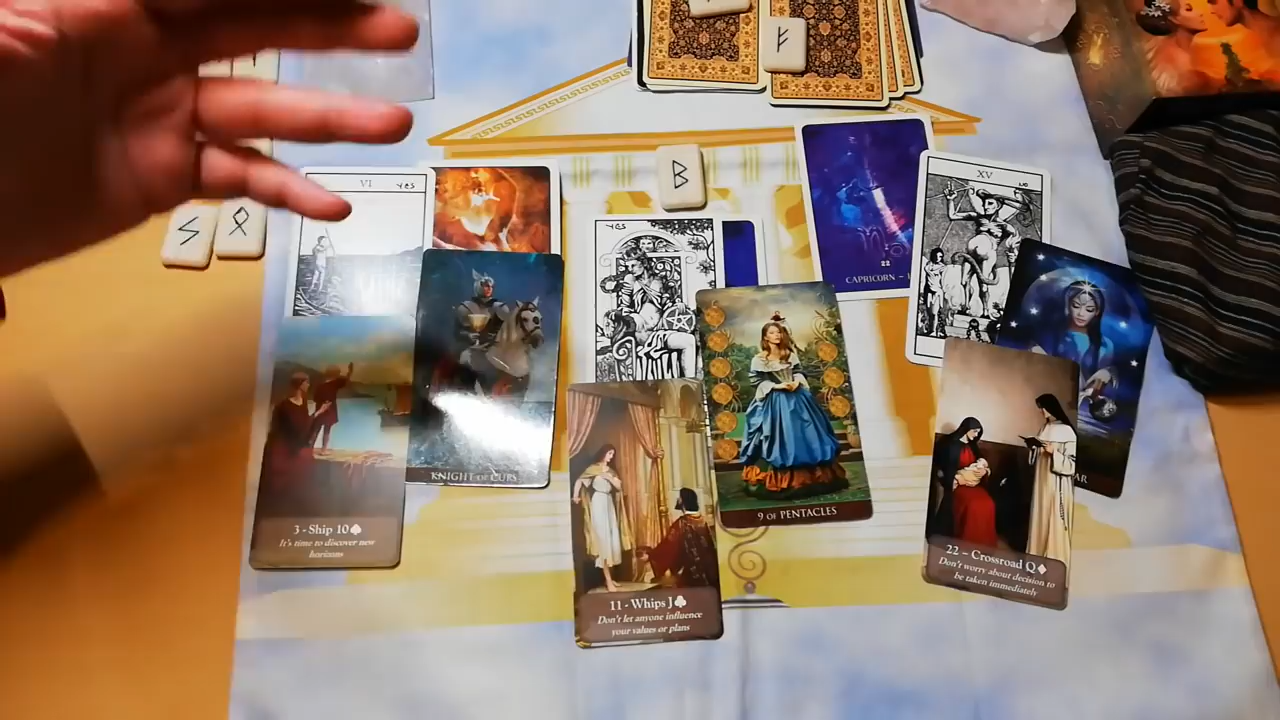 VI
YES
YES
XV
NO
22
CAPRICORN -
KNIGHT OF CUPS
9 OF PENTACLES
3 - Ship 10♠
It's time to discover new
horizons
11 - Whips J♣
Don't let anyone influence
your values or plans
22 - Crossroad Q♦
Don't worry about decision to
be taken immediately
AR